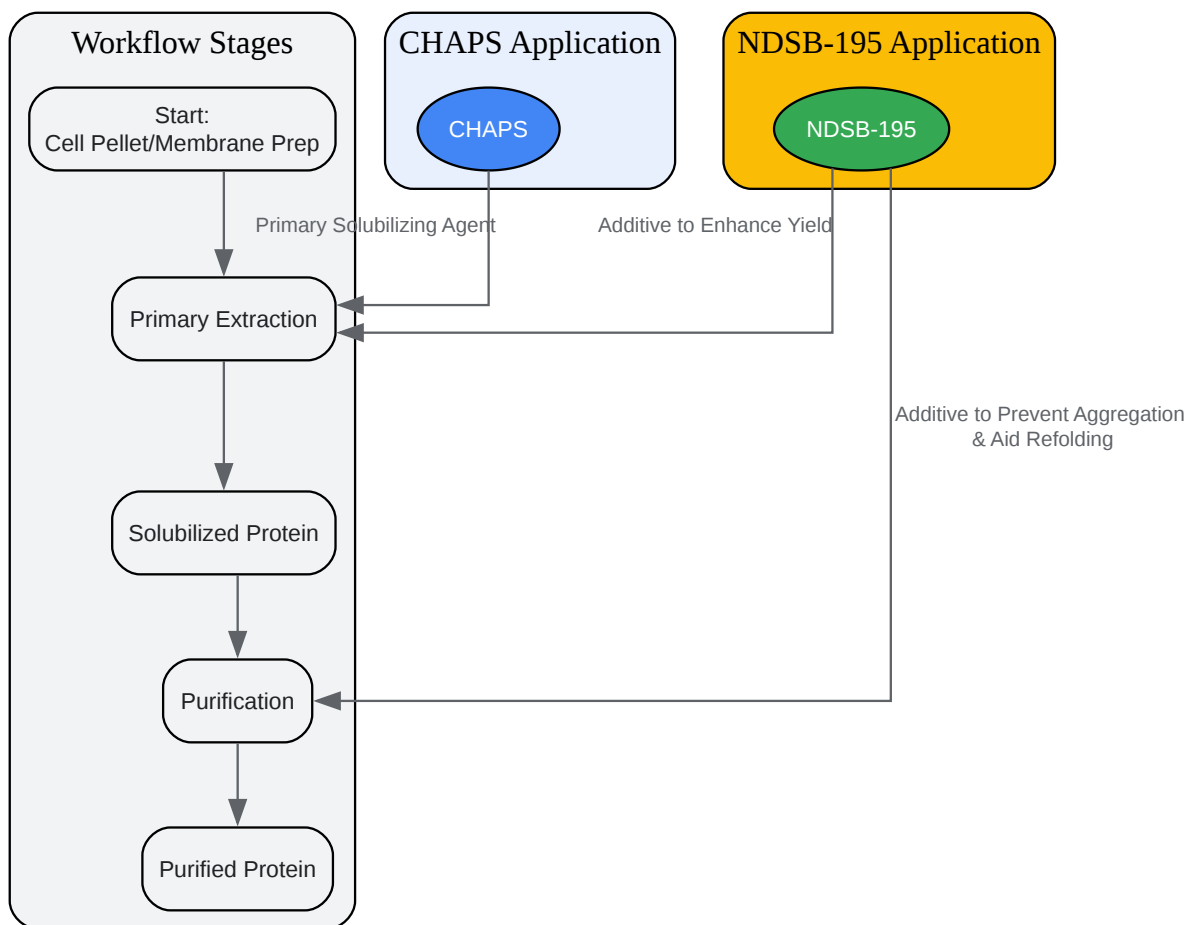 Workflow Stages
Start:
Cell Pellet/Membrane Prep
Primary Extraction
Solubilized Protein
Purification
Purified Protein
CHAPS Application
CHAPS
Primary Solubilizing Agent
NDSB-195 Application
NDSB-195
Additive to Enhance Yield
Additive to Prevent Aggregation
& Aid Refolding